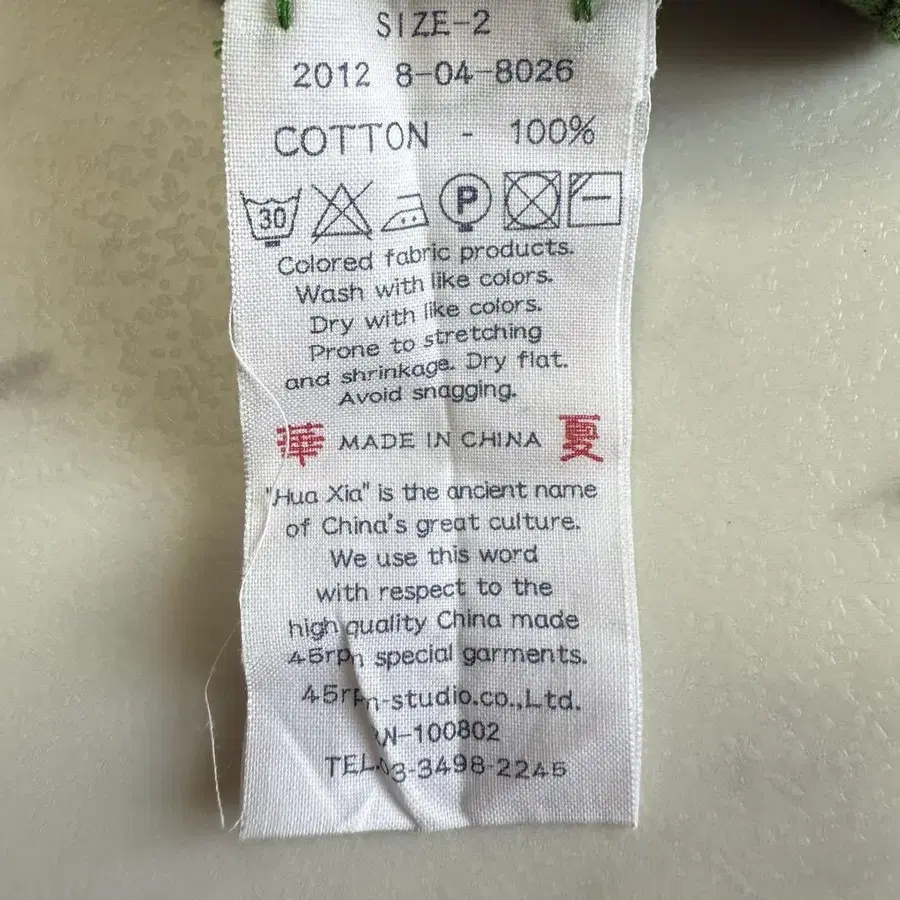 SIZE-2
2012 8-04-8026
COTTON - 100%
30 P
Colored fabric products.
Wash with like colors.
Dry with like colors.
Prone to stretching
and shrinkage. Dry flat.
Avoid snagging.
華 MADE IN CHINA 夏
"Hua Xia" is the ancient name
of China's great culture.
We use this word
with respect to the
high quality China made
45rpm special garments.
45rpm-studio.co.,Ltd.
W-100802
TEL.03-3498-2245